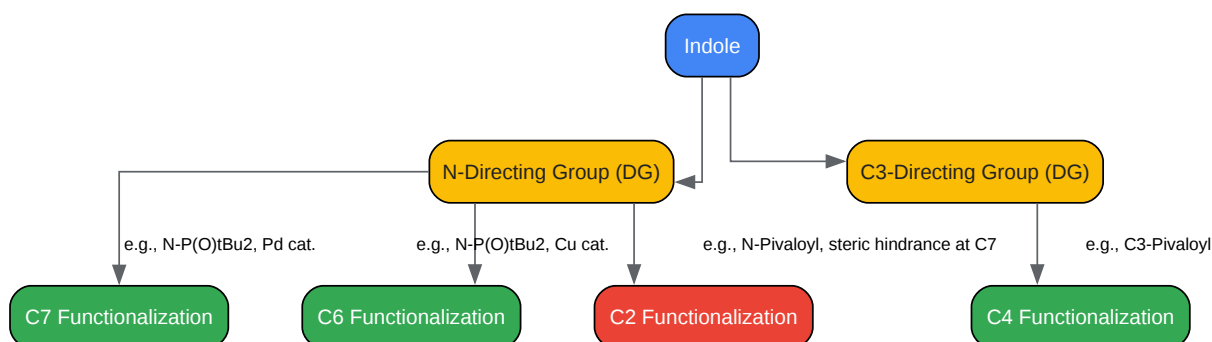 Indole
N-Directing Group (DG)
C3-Directing Group (DG)
e.g., N-P(O)tBu2, Pd cat.
e.g., N-P(O)tBu2, Cu cat.
e.g., N-Pivaloyl, steric hindrance at C7
e.g., C3-Pivaloyl
C7 Functionalization
C6 Functionalization
C2 Functionalization
C4 Functionalization